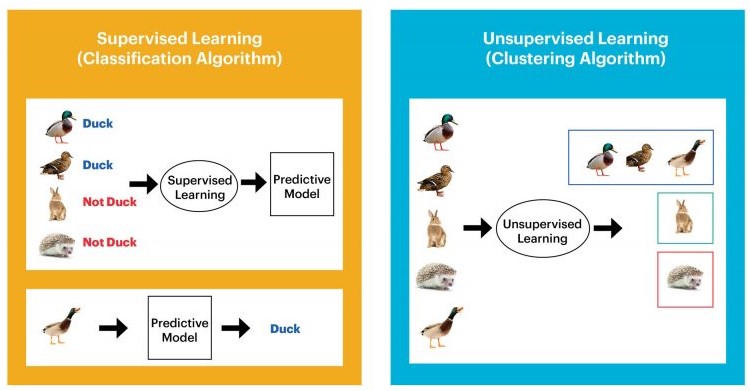 Supervised Learning
(Classification Algorithm)
Duck
Duck
Not Duck
Not Duck
Supervised
Learning
Predictive
Model
Predictive
Model
Duck
Unsupervised Learning
(Clustering Algorithm)
Unsupervised
Learning